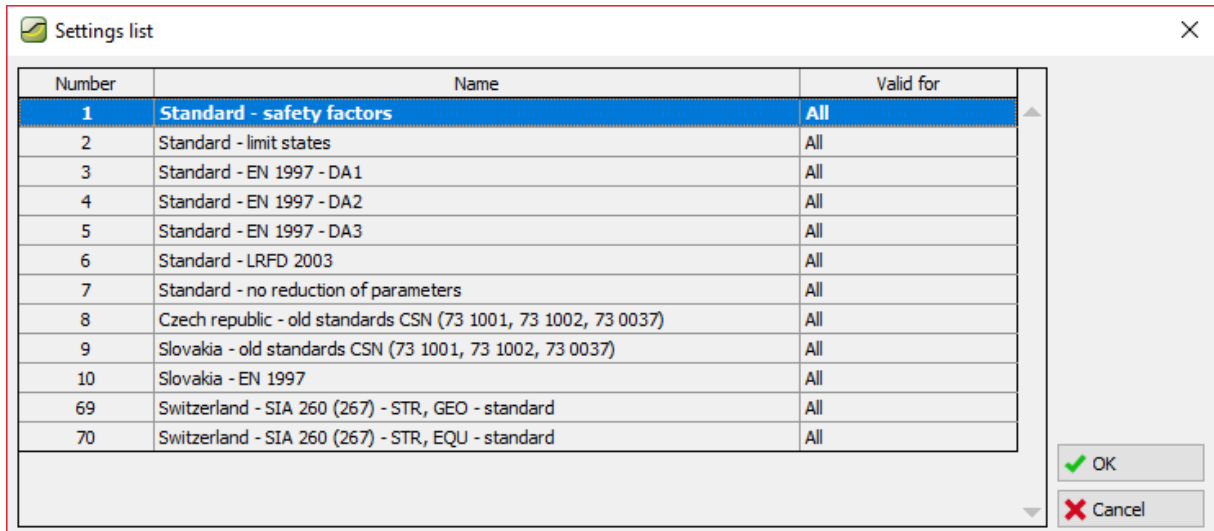 Settings list
Number Name Valid for
1 Standard - safety factors All
2 Standard - limit states All
3 Standard - EN 1997 - DA1 All
4 Standard - EN 1997 - DA2 All
5 Standard - EN 1997 - DA3 All
6 Standard - LRFD 2003 All
7 Standard - no reduction of parameters All
8 Czech republic - old standards CSN (73 1001, 73 1002, 73 0037) All
9 Slovakia - old standards CSN (73 1001, 73 1002, 73 0037) All
10 Slovakia - EN 1997 All
69 Switzerland - SIA 260 (267) - STR, GEO - standard All
70 Switzerland - SIA 260 (267) - STR, EQU - standard All
OK
Cancel